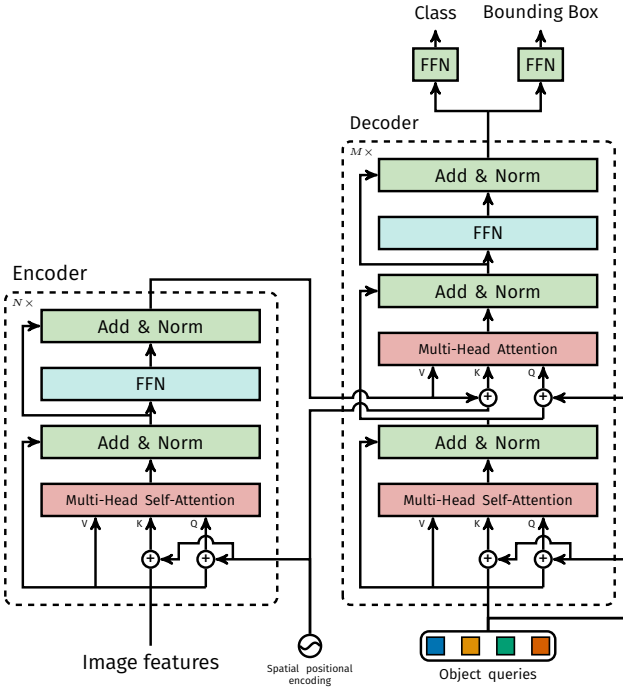 Class
Bounding Box
FFN
FFN
Decoder
M×
Add & Norm
FFN
Add & Norm
Multi-Head Attention
V
K
Q
Add & Norm
Multi-Head Self-Attention
V
K
Q
Object queries
Encoder
N×
Add & Norm
FFN
Add & Norm
Multi-Head Self-Attention
V
K
Q
Image features
Spatial positional
encoding